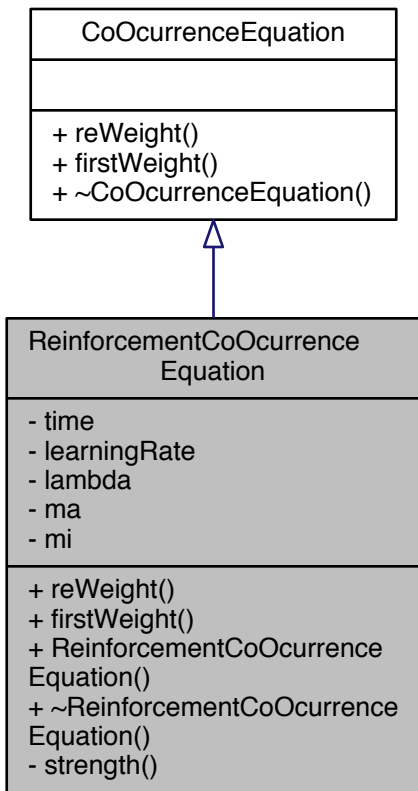 CoOcurrenceEquation
+ reWeight()
+ firstWeight()
+ ~CoOcurrenceEquation()
ReinforcementCoOcurrence
Equation
- time
- learningRate
- lambda
- ma
- mi
+ reWeight()
+ firstWeight()
+ ReinforcementCoOcurrence
Equation()
+ ~ReinforcementCoOcurrence
Equation()
- strength()